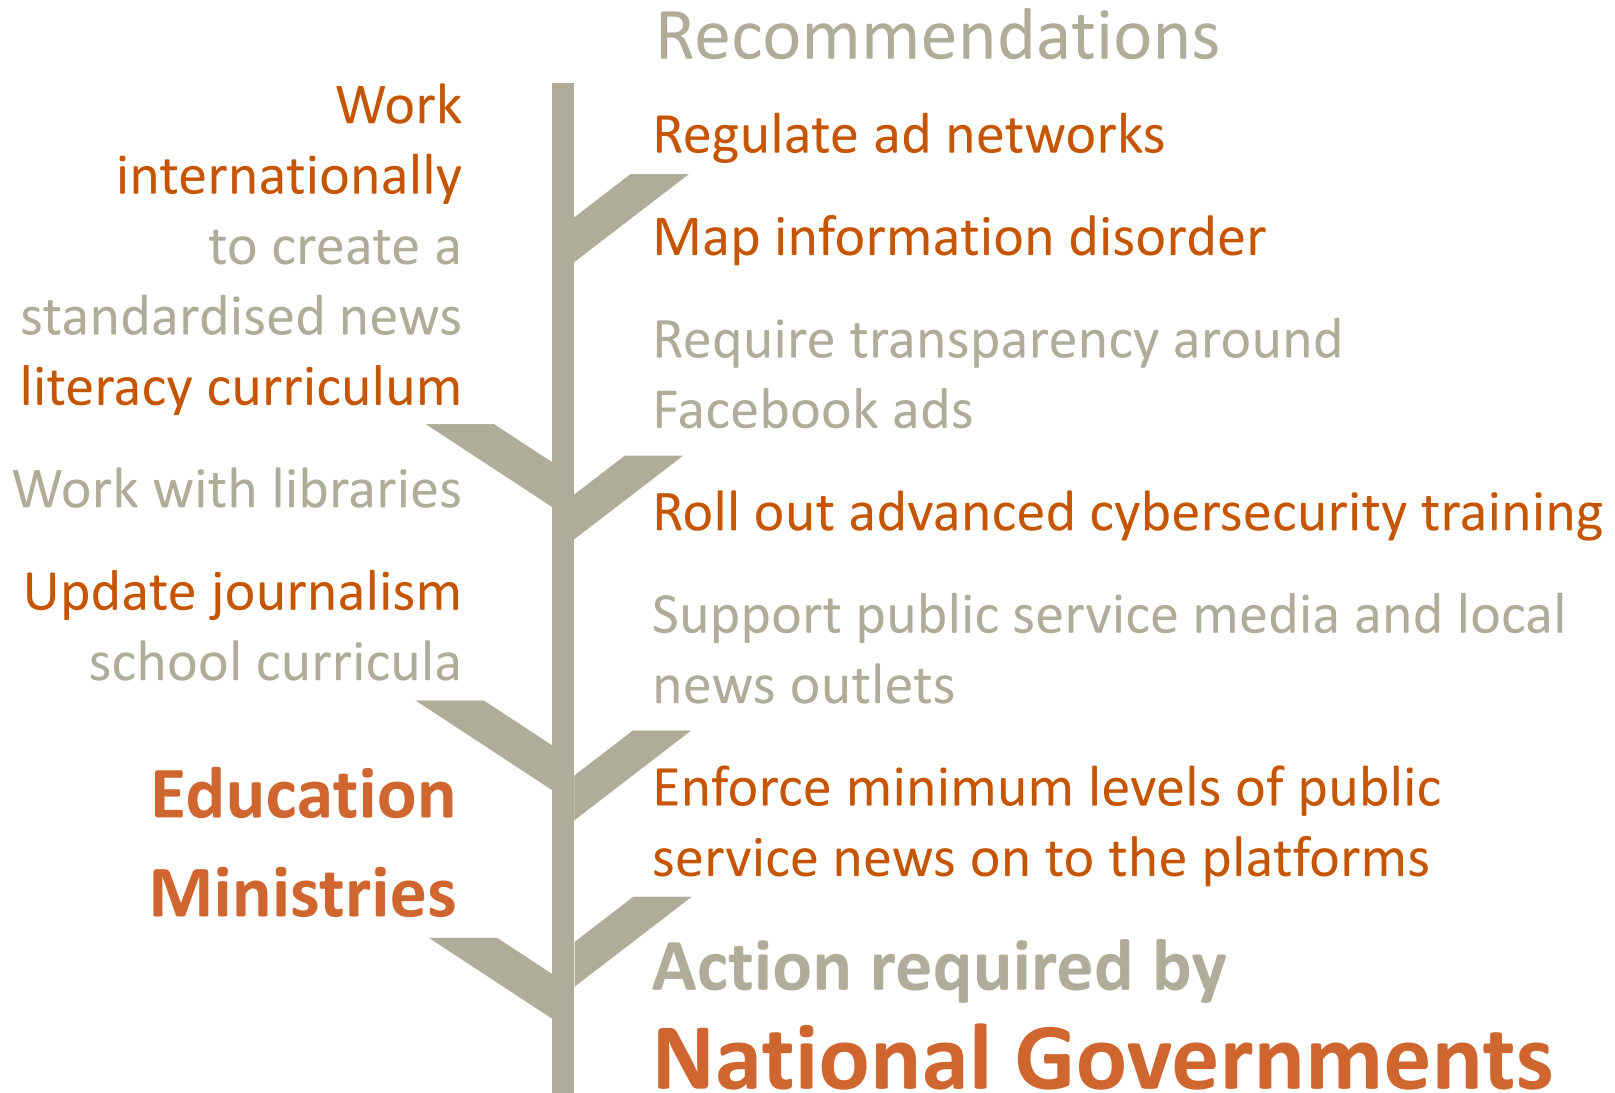 Recommendations
Work
internationally
to create a
standardised news
literacy curriculum
Work with libraries
Update journalism
school curricula
Education
Ministries
Regulate ad networks
Map information disorder
Require transparency around
Facebook ads
Roll out advanced cybersecurity training
Support public service media and local
news outlets
Enforce minimum levels of public
service news on to the platforms
Action required by
National Governments